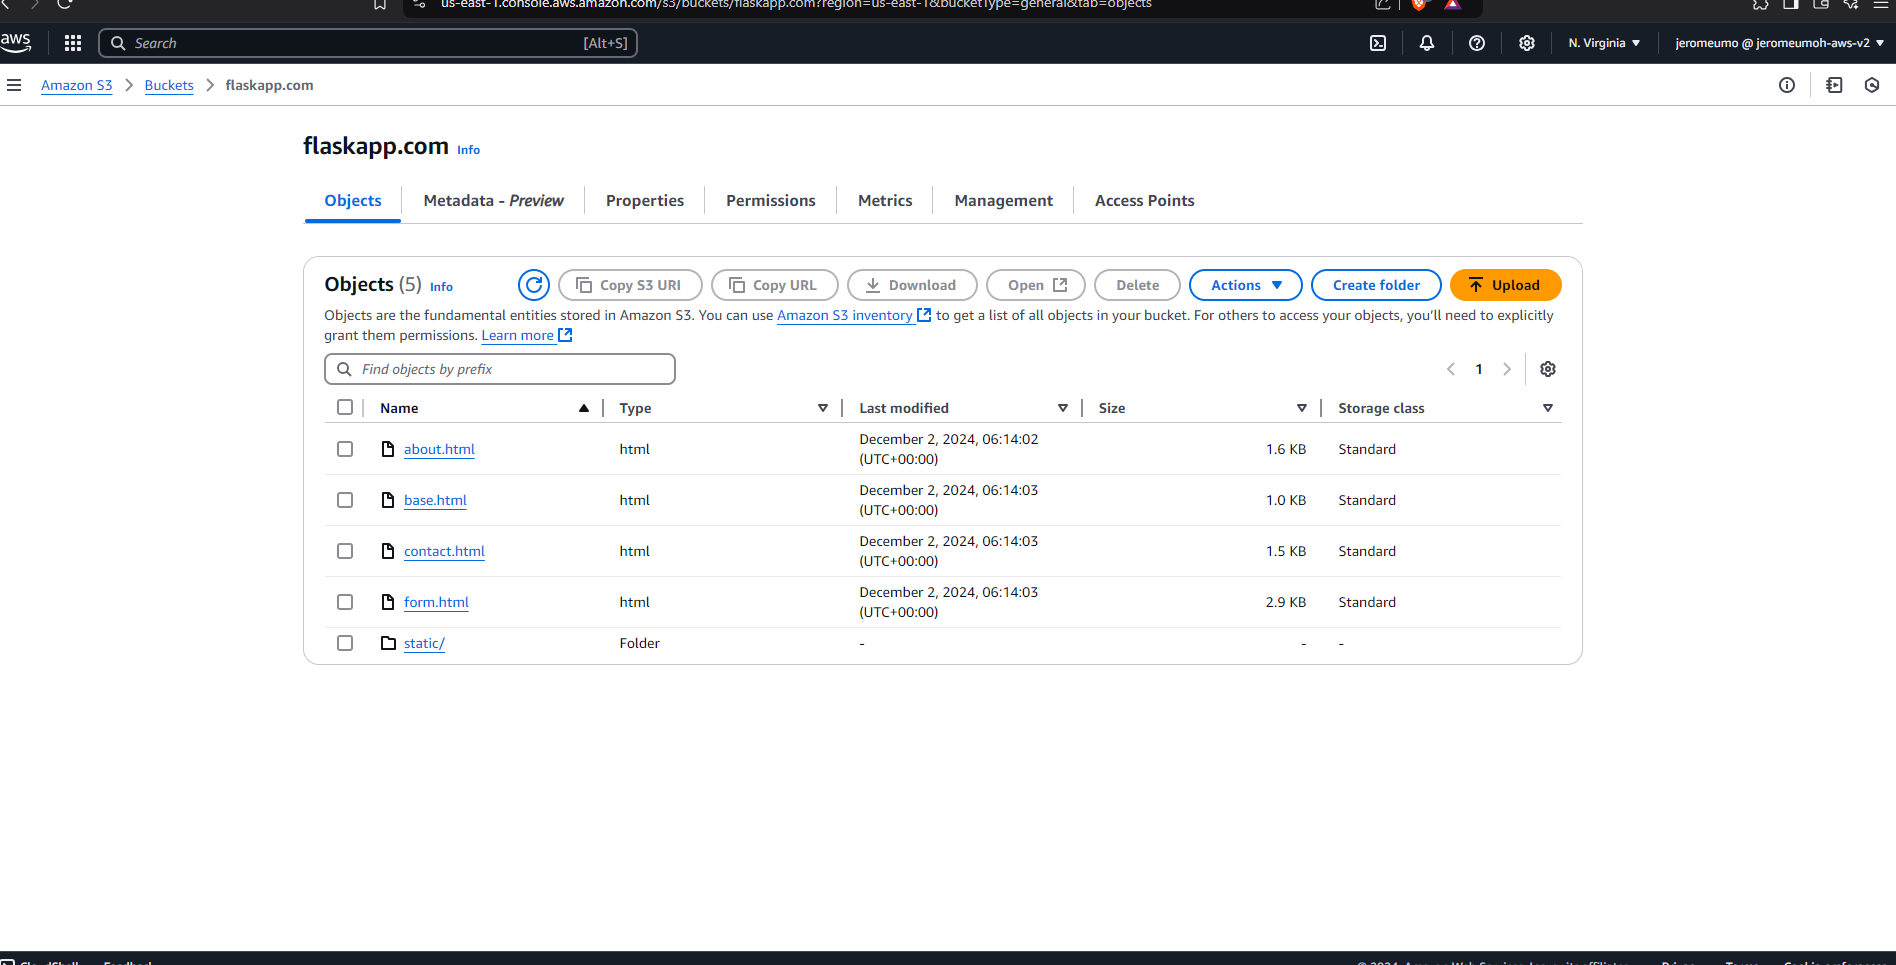 us-east-1.console.aws.amazon.com/s3/buckets/flaskapp.com?region=us-east-1&bucketType=general&tab=objects
aws
Search [Alt+S] N. Virginia jeromeumo @ jeromeumoh-aws-v2
Amazon S3 Buckets flaskapp.com
flaskapp.com Info
Objects Metadata - Preview Properties Permissions Metrics Management Access Points
Objects (5) Info Copy S3 URI Copy URL Download Open Delete Actions Create folder Upload
Objects are the fundamental entities stored in Amazon S3. You can use Amazon S3 inventory to get a list of all objects in your bucket. For others to access your objects, you’ll need to explicitly
grant them permissions. Learn more
Find objects by prefix 1
Name Type Last modified Size Storage class
about.html html December 2, 2024, 06:14:02 (UTC+00:00) 1.6 KB Standard
base.html html December 2, 2024, 06:14:03 (UTC+00:00) 1.0 KB Standard
contact.html html December 2, 2024, 06:14:03 (UTC+00:00) 1.5 KB Standard
form.html html December 2, 2024, 06:14:03 (UTC+00:00) 2.9 KB Standard
static/ Folder - - -
CloudShell Feedback